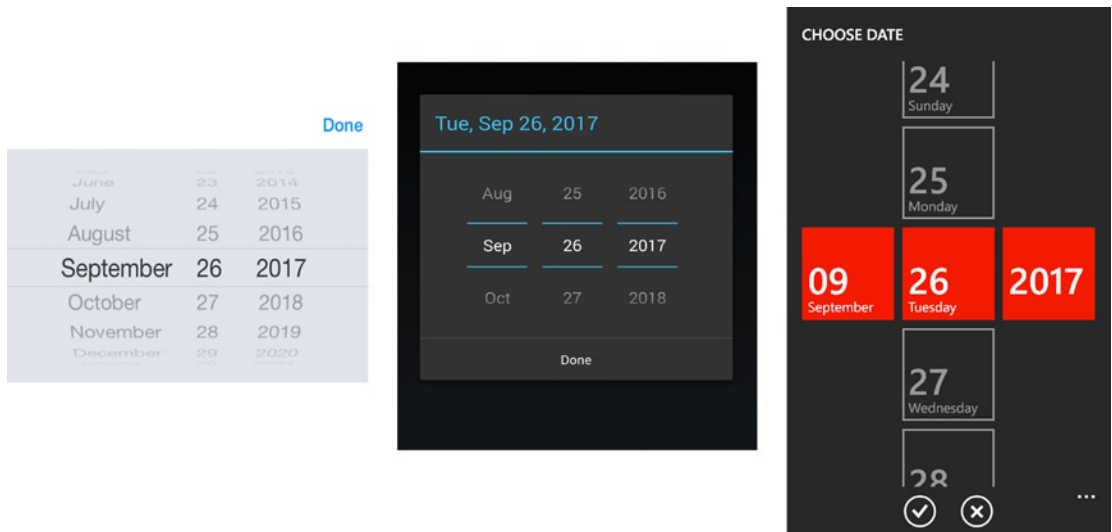 Done
June 23 2014
July 24 2015
August 25 2016
September 26 2017
October 27 2018
November 28 2019
December 29 2020
Tue, Sep 26, 2017
Aug 25 2016
Sep 26 2017
Oct 27 2018
Done
CHOOSE DATE
24
Sunday
25
Monday
09 26 2017
September Tuesday
27
Wednesday
28